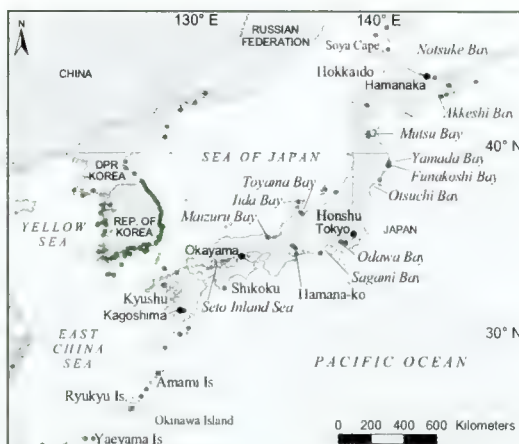 130° E
140° E
N
RUSSIAN
FEDERATION
Soya Cape
Notsuke Bay
CHINA
Hokkaido
Hamanaka
Akkeshi Bay
Mutsu Bay
40° N
DPR
KOREA
SEA OF JAPAN
Yamada Bay
Funakoshi Bay
Toyama Bay
Otsuchi Bay
Iida Bay
REP. OF
KOREA
Maizuru Bay
Honshu
Tokyo
JAPAN
YELLOW
SEA
Okayama
Odawa Bay
Sagami Bay
Shikoku
Hamana-ko
Kyushu
Seto Inland Sea
Kagoshima
30° N
EAST
CHINA
SEA
PACIFIC OCEAN
Amami Is
Ryukyu Is.
Okinawa Island
0 200 400 600 Kilometers
Yaeyama Is